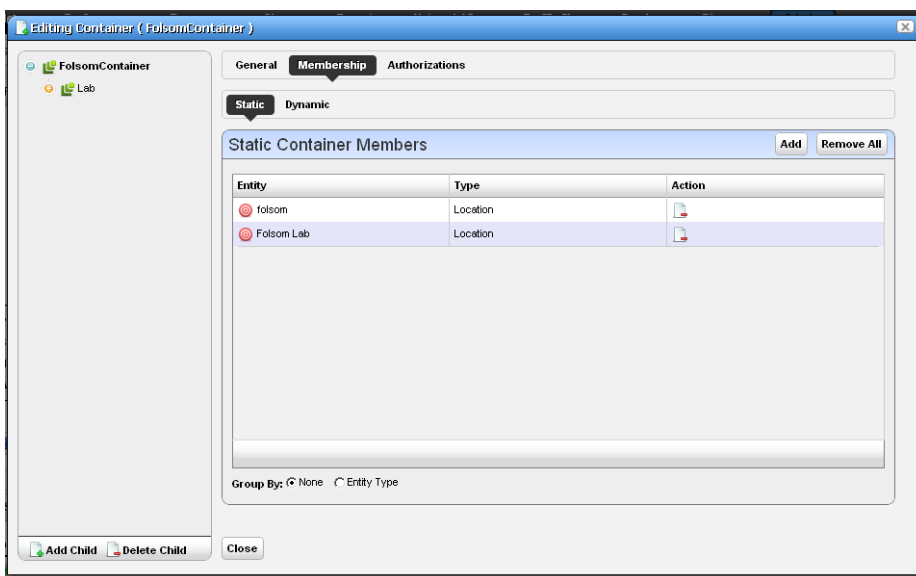 Editing Container ( FolsomContainer )
FolsomContainer
Lab
General Membership Authorizations
Static Dynamic
Static Container Members Add Remove All
Entity Type Action
folsom Location
Folsom Lab Location
Group By: None Entity Type
Add Child Delete Child Close